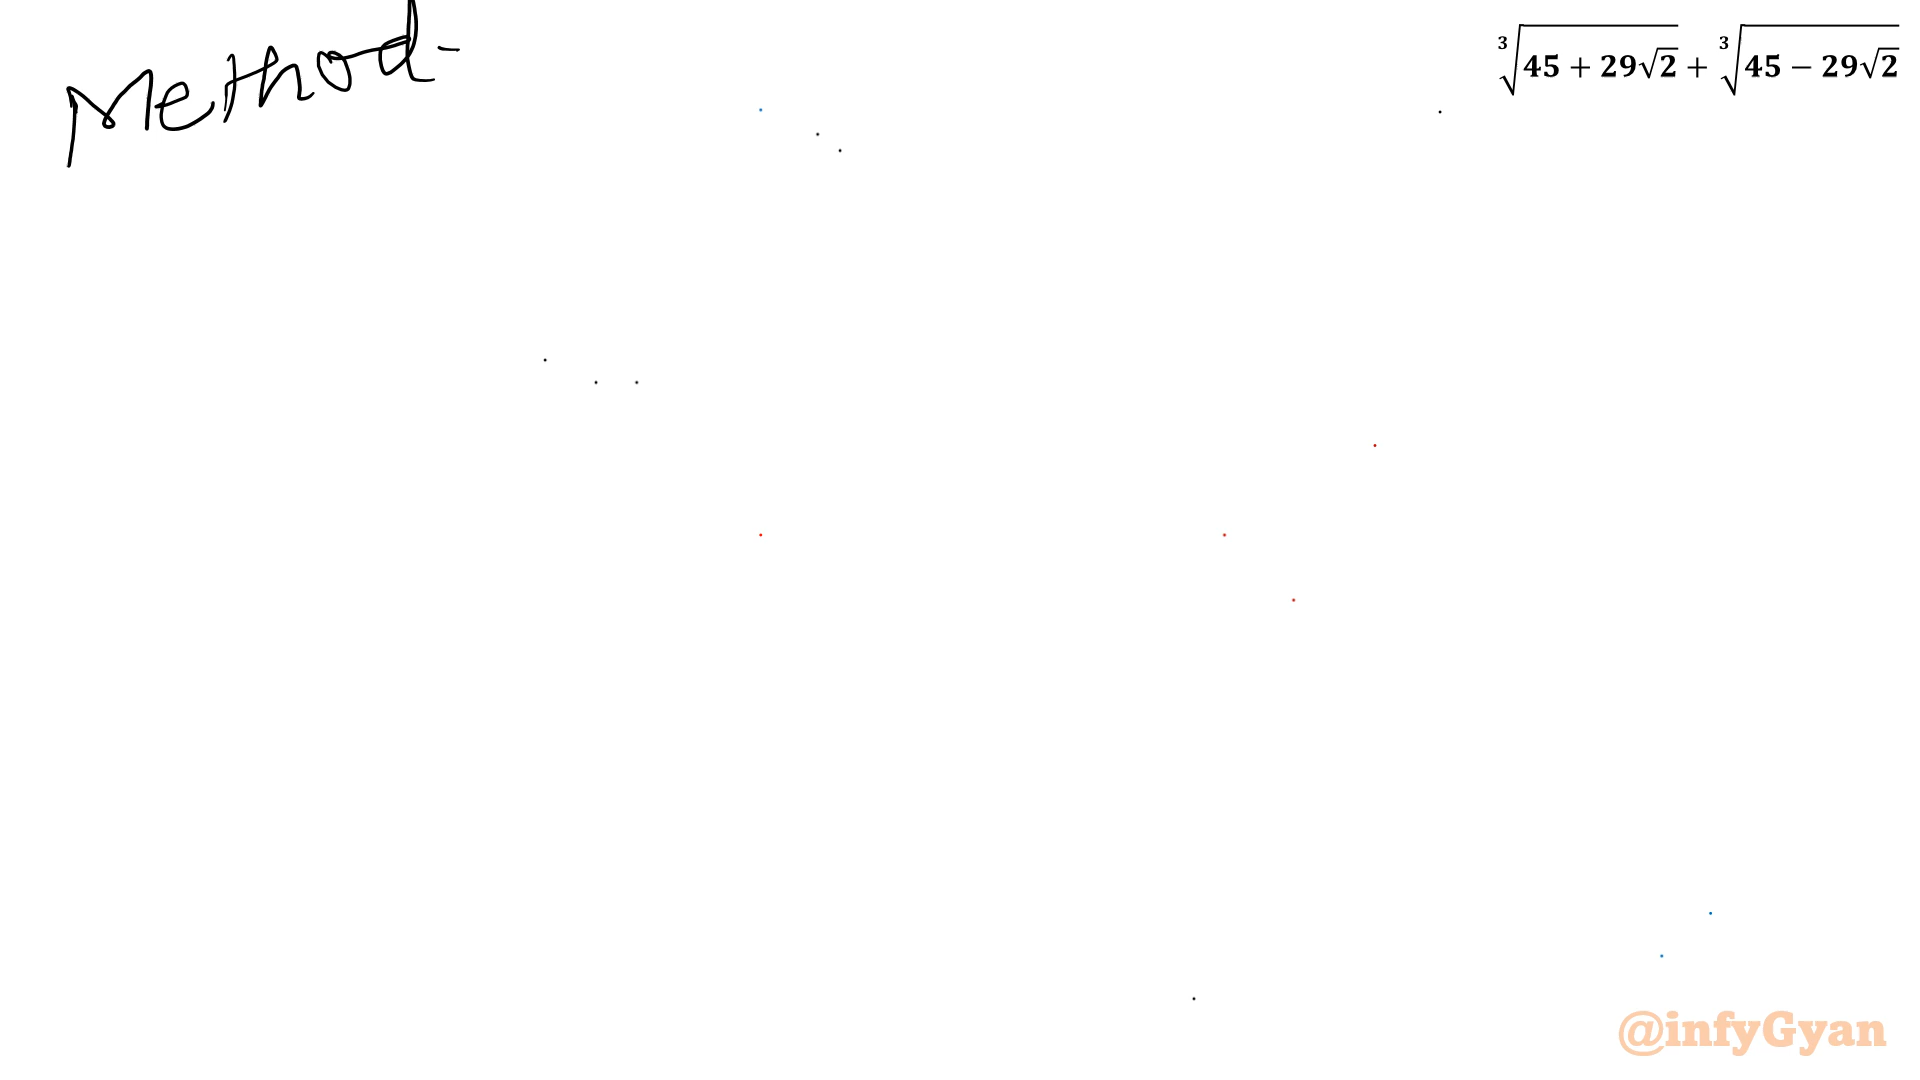 Method-
∛(45 + 29√2) + ∛(45 − 29√2)
@infyGyan